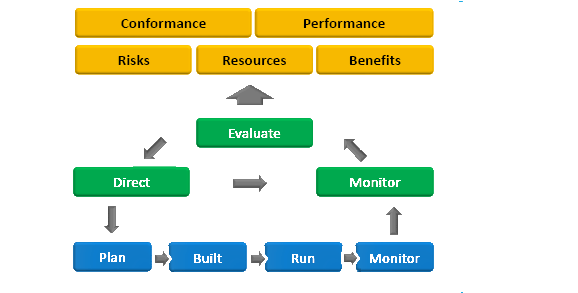 Conformance
Performance
Risks
Resources
Benefits
Evaluate
Direct
Monitor
Plan
Built
Run
Monitor